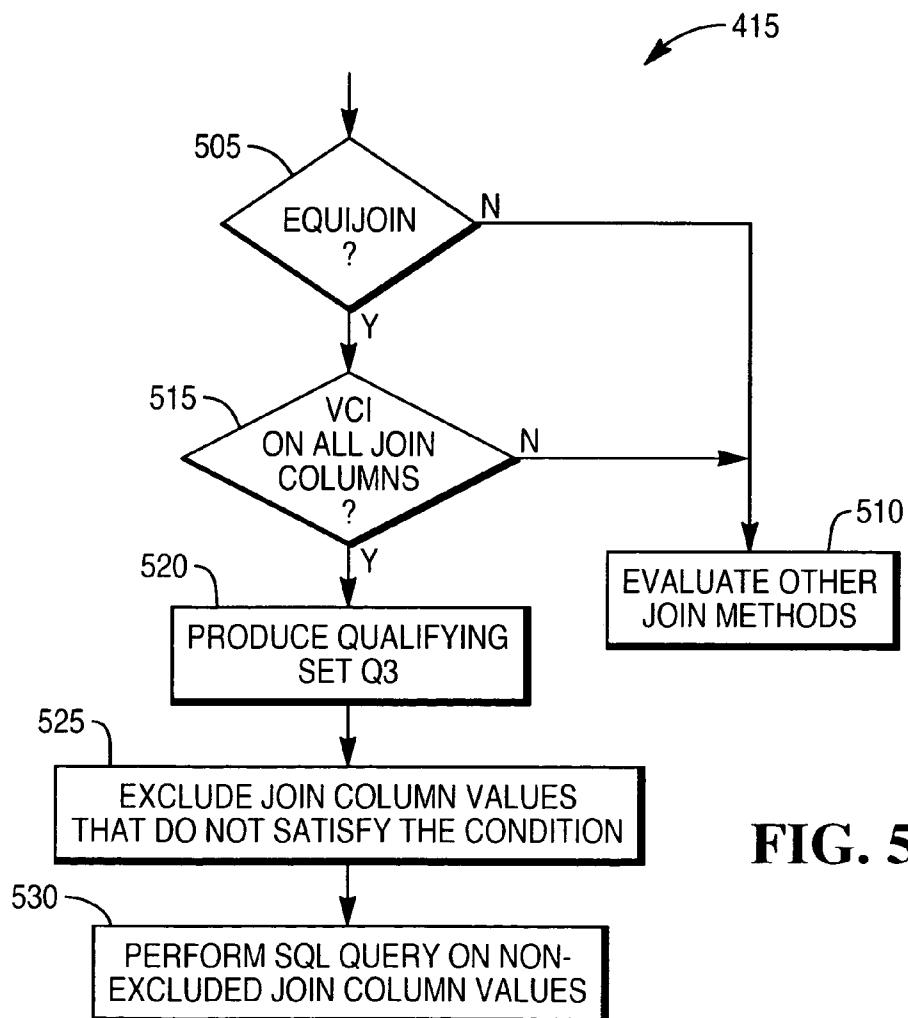 415
505
EQUIJOIN
?
N
Y
515
VCI
ON ALL JOIN
COLUMNS
?
N
Y
510
EVALUATE OTHER
JOIN METHODS
520
PRODUCE QUALIFYING
SET Q3
525
EXCLUDE JOIN COLUMN VALUES
THAT DO NOT SATISFY THE CONDITION
FIG. 5
530
PERFORM SQL QUERY ON NON-
EXCLUDED JOIN COLUMN VALUES